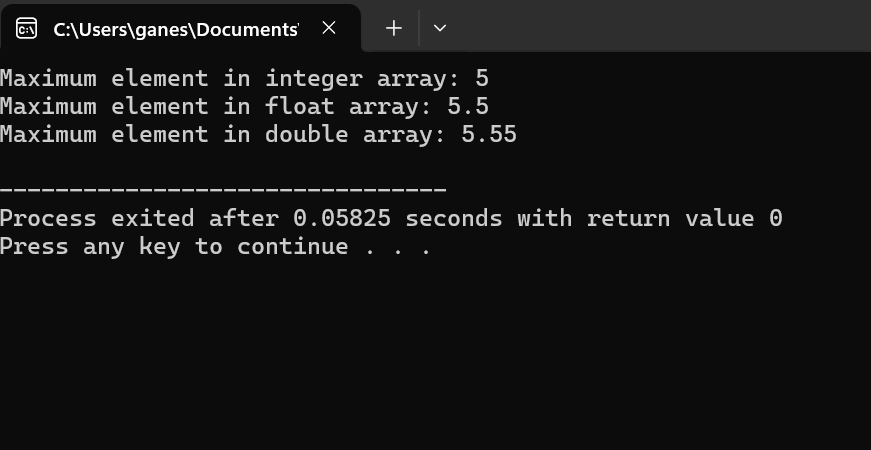 C:\Users\ganes\Documents'
Maximum element in integer array: 5
Maximum element in float array: 5.5
Maximum element in double array: 5.55
--------------------------------
Process exited after 0.05825 seconds with return value 0
Press any key to continue . . .